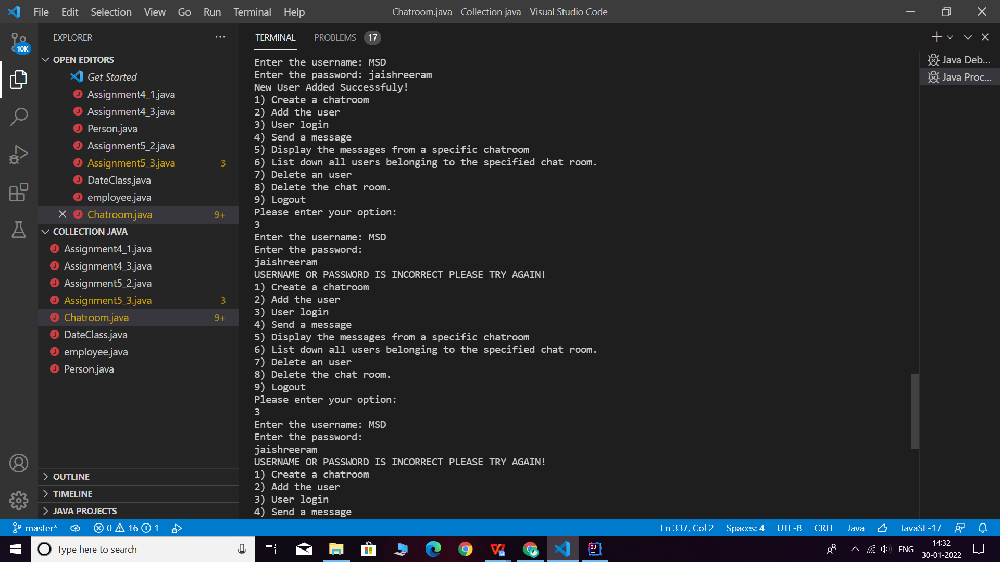 File Edit Selection View Go Run Terminal Help
Chatroom.java - Collection java - Visual Studio Code
10K
EXPLORER
OPEN EDITORS
Get Started
Assignment4_1.java
Assignment4_3.java
Person.java
Assignment5_2.java
Assignment5_3.java 3
DateClass.java
employee.java
Chatroom.java 9+
COLLECTION JAVA
Assignment4_1.java
Assignment4_3.java
Assignment5_2.java
Assignment5_3.java 3
Chatroom.java 9+
DateClass.java
employee.java
Person.java
OUTLINE
TIMELINE
JAVA PROJECTS
TERMINAL PROBLEMS 17
Enter the username: MSD
Enter the password: jaishreeram
New User Added Successfuly!
1) Create a chatroom
2) Add the user
3) User login
4) Send a message
5) Display the messages from a specific chatroom
6) List down all users belonging to the specified chat room.
7) Delete an user
8) Delete the chat room.
9) Logout
Please enter your option:
3
Enter the username: MSD
Enter the password:
jaishreeram
USERNAME OR PASSWORD IS INCORRECT PLEASE TRY AGAIN!
1) Create a chatroom
2) Add the user
3) User login
4) Send a message
5) Display the messages from a specific chatroom
6) List down all users belonging to the specified chat room.
7) Delete an user
8) Delete the chat room.
9) Logout
Please enter your option:
3
Enter the username: MSD
Enter the password:
jaishreeram
USERNAME OR PASSWORD IS INCORRECT PLEASE TRY AGAIN!
1) Create a chatroom
2) Add the user
3) User login
4) Send a message
Java Deb...
Java Proc...
master* 0 16 1
Ln 337, Col 2 Spaces: 4 UTF-8 CRLF Java JavaSE-17
Type here to search
ENG
14:32
30-01-2022